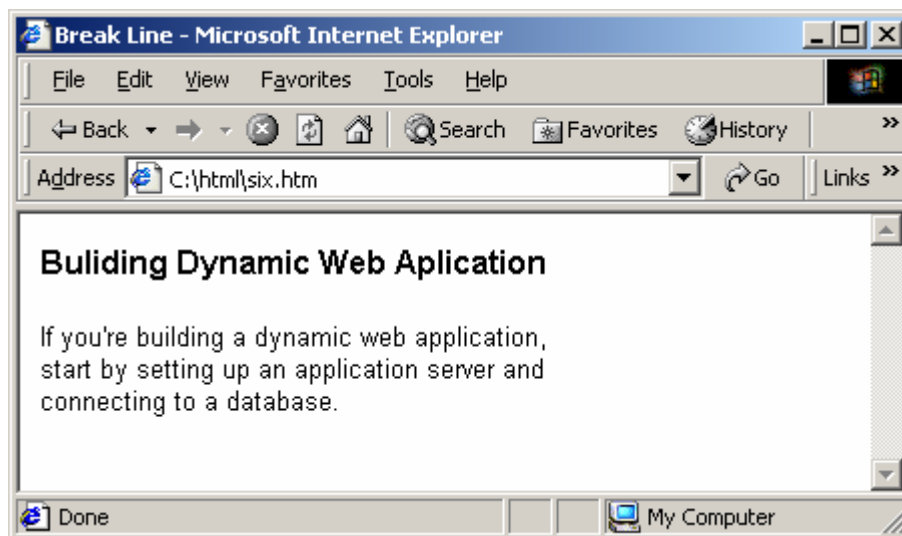 Break Line - Microsoft Internet Explorer
File Edit View Favorites Tools Help
Back Search Favorites History »
Address C:\html\six.htm Go Links »
Buliding Dynamic Web Aplication
If you're building a dynamic web application,
start by setting up an application server and
connecting to a database.
Done My Computer